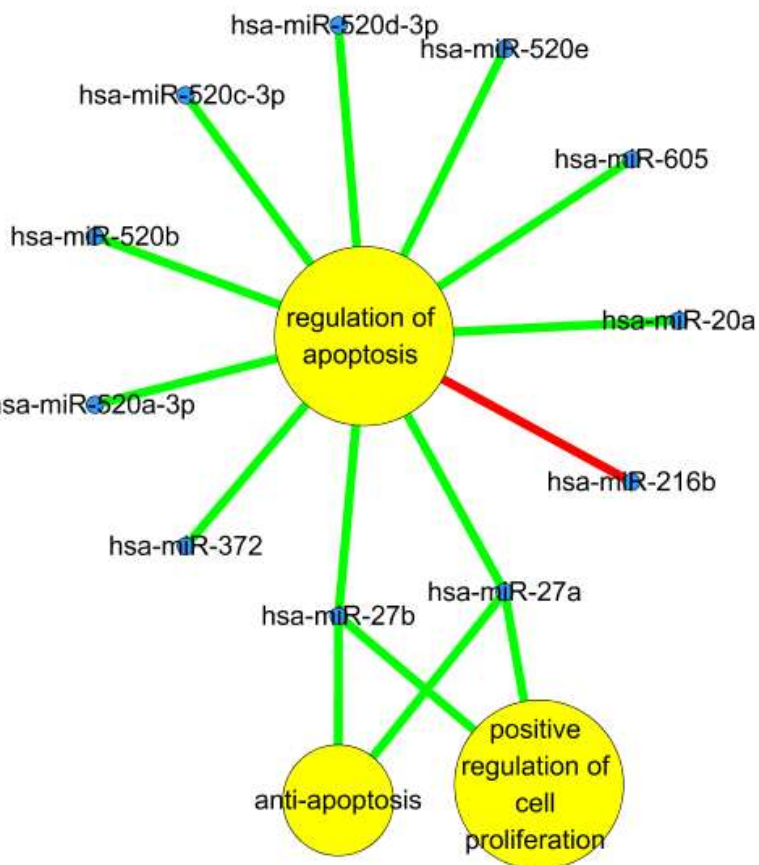 hsa-miR-520d-3p
hsa-miR-520e
hsa-miR-520c-3p
hsa-miR-605
hsa-miR-520b
regulation of
apoptosis
hsa-miR-20a
hsa-miR-520a-3p
hsa-miR-216b
hsa-miR-372
hsa-miR-27a
hsa-miR-27b
positive
regulation of
cell
proliferation
anti-apoptosis